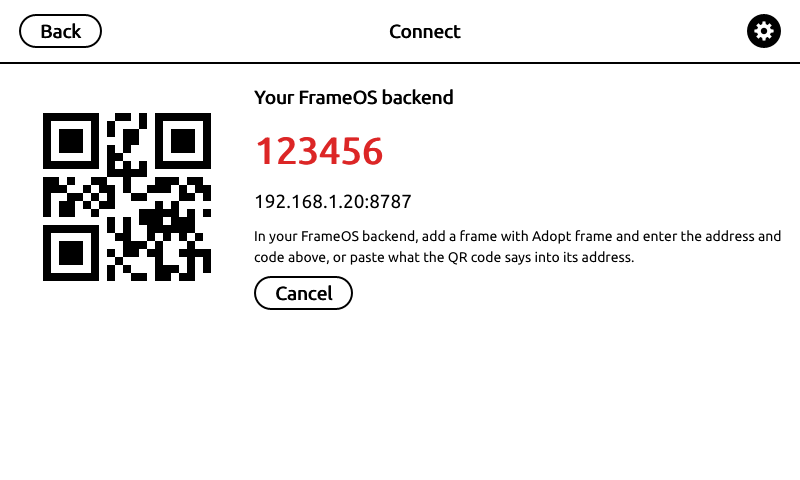 Back
Connect
Your FrameOS backend
123456
192.168.1.20:8787
In your FrameOS backend, add a frame with Adopt frame and enter the address and
code above, or paste what the QR code says into its address.
Cancel